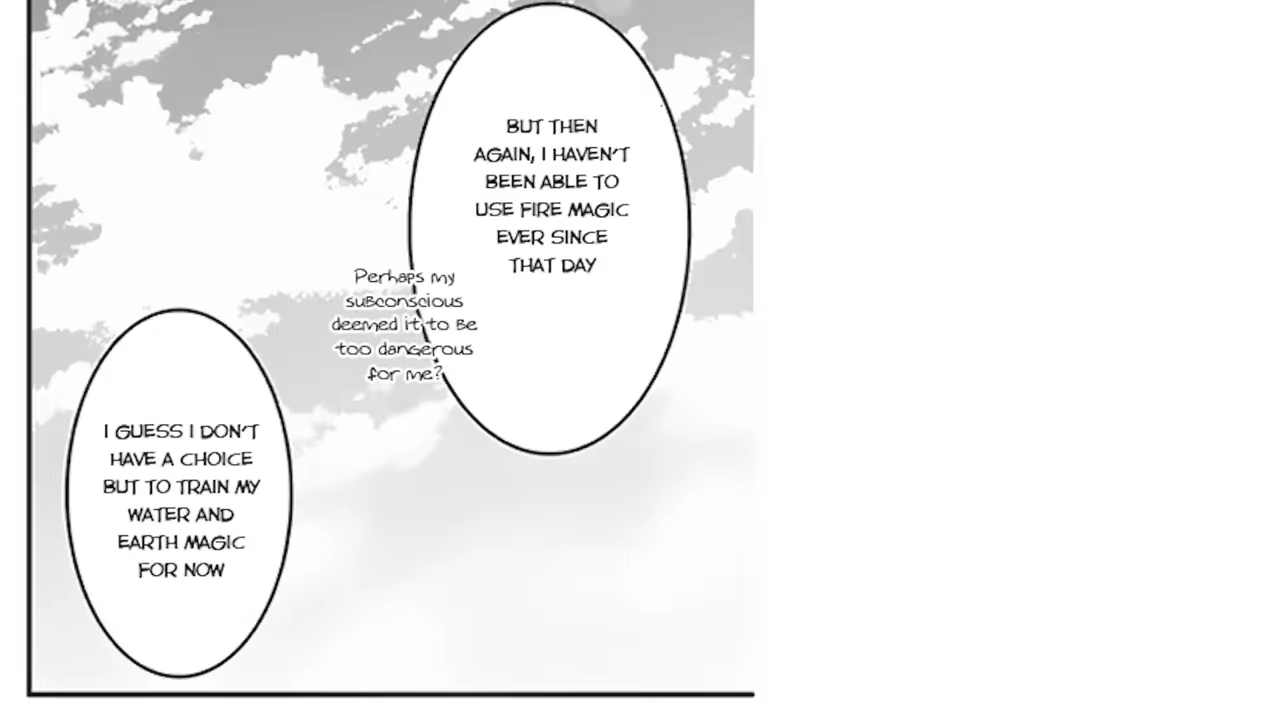 BUT THEN
AGAIN, I HAVEN'T
BEEN ABLE TO
USE FIRE MAGIC
EVER SINCE
THAT DAY
Perhaps my
subconscious
deemed it to be
too dangerous
for me?
I GUESS I DON'T
HAVE A CHOICE
BUT TO TRAIN MY
WATER AND
EARTH MAGIC
FOR NOW